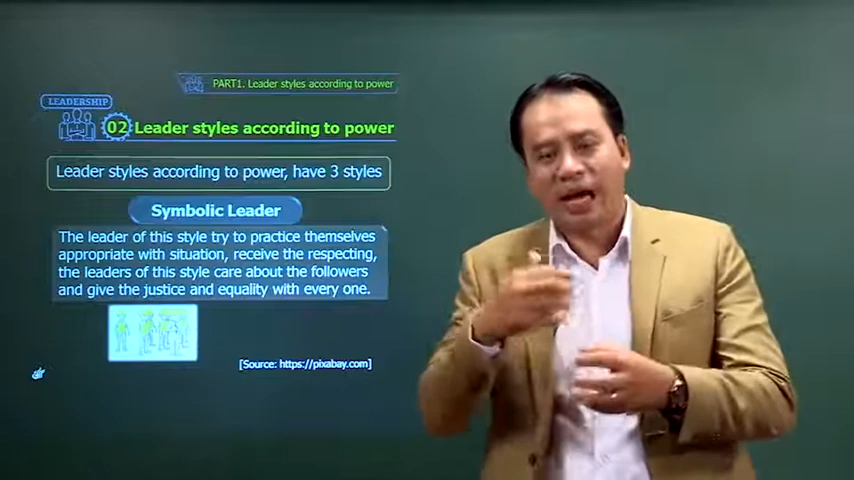 PART1. Leader styles according to power
LEADERSHIP
02 Leader styles according to power
Leader styles according to power, have 3 styles
Symbolic Leader
The leader of this style try to practice themselves
appropriate with situation, receive the respecting,
the leaders of this style care about the followers
and give the justice and equality with every one.
[Source: https://pixabay.com]